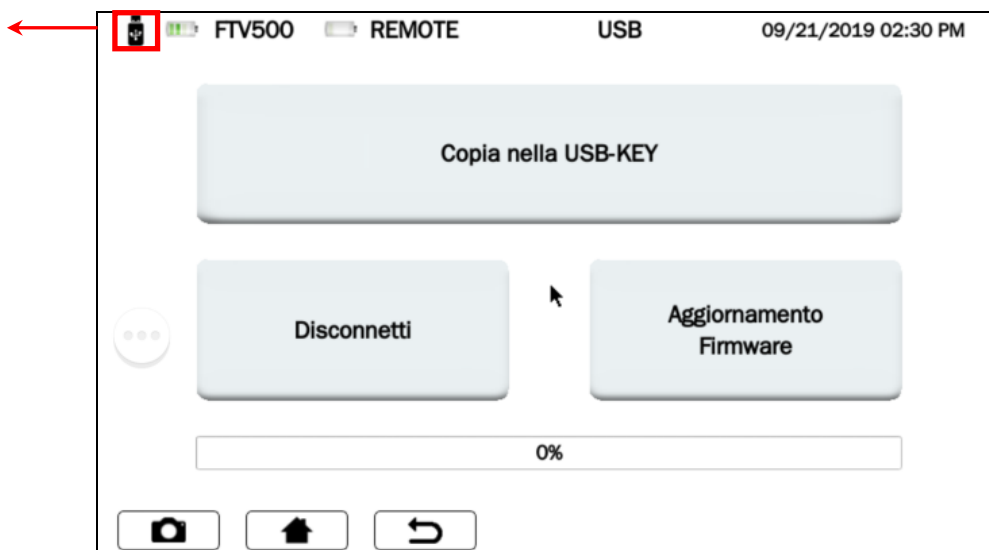 FTV500 REMOTE USB 09/21/2019 02:30 PM
Copia nella USB-KEY
Disconnetti
Aggiornamento
Firmware
0%